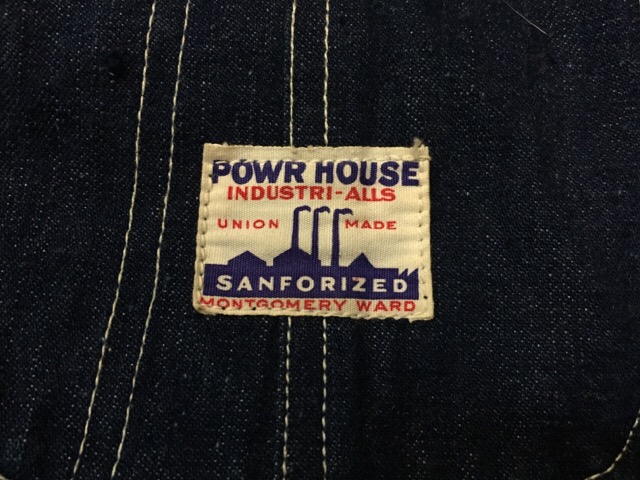 POWR HOUSE
INDUSTRI-ALLS
UNION MADE
SANFORIZED
MONTGOMERY WARD